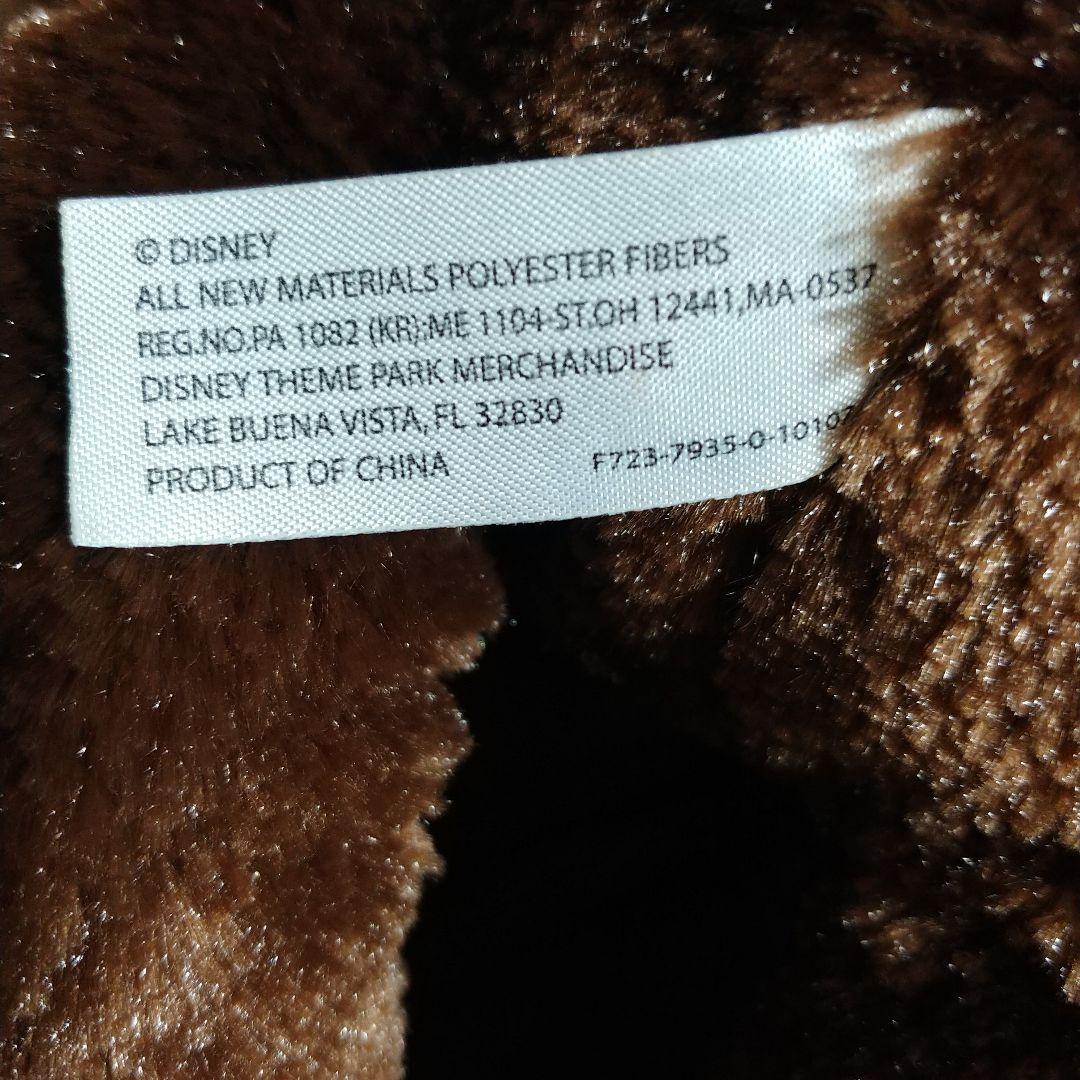 © DISNEY
ALL NEW MATERIALS POLYESTER FIBERS
REG.NO.PA 1082 (KR);ME 1104-ST.OH 12441,MA-0537
DISNEY THEME PARK MERCHANDISE
LAKE BUENA VISTA, FL 32830
PRODUCT OF CHINA